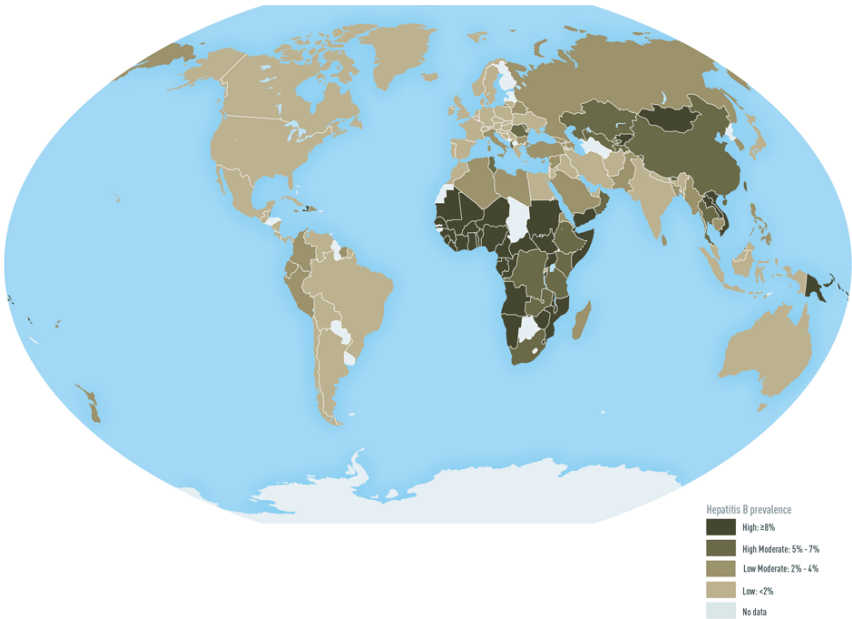 Hepatitis B prevalence
High: ≥8%
High Moderate: 5% - 7%
Low Moderate: 2% - 4%
Low: <2%
No data